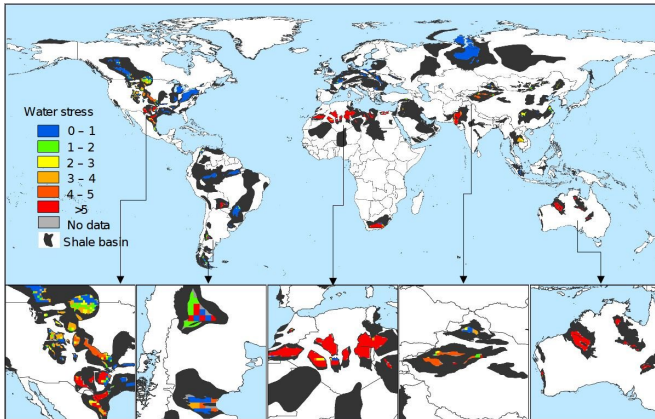 Water stress
0 – 1
1 – 2
2 – 3
3 – 4
4 – 5
>5
No data
Shale basin